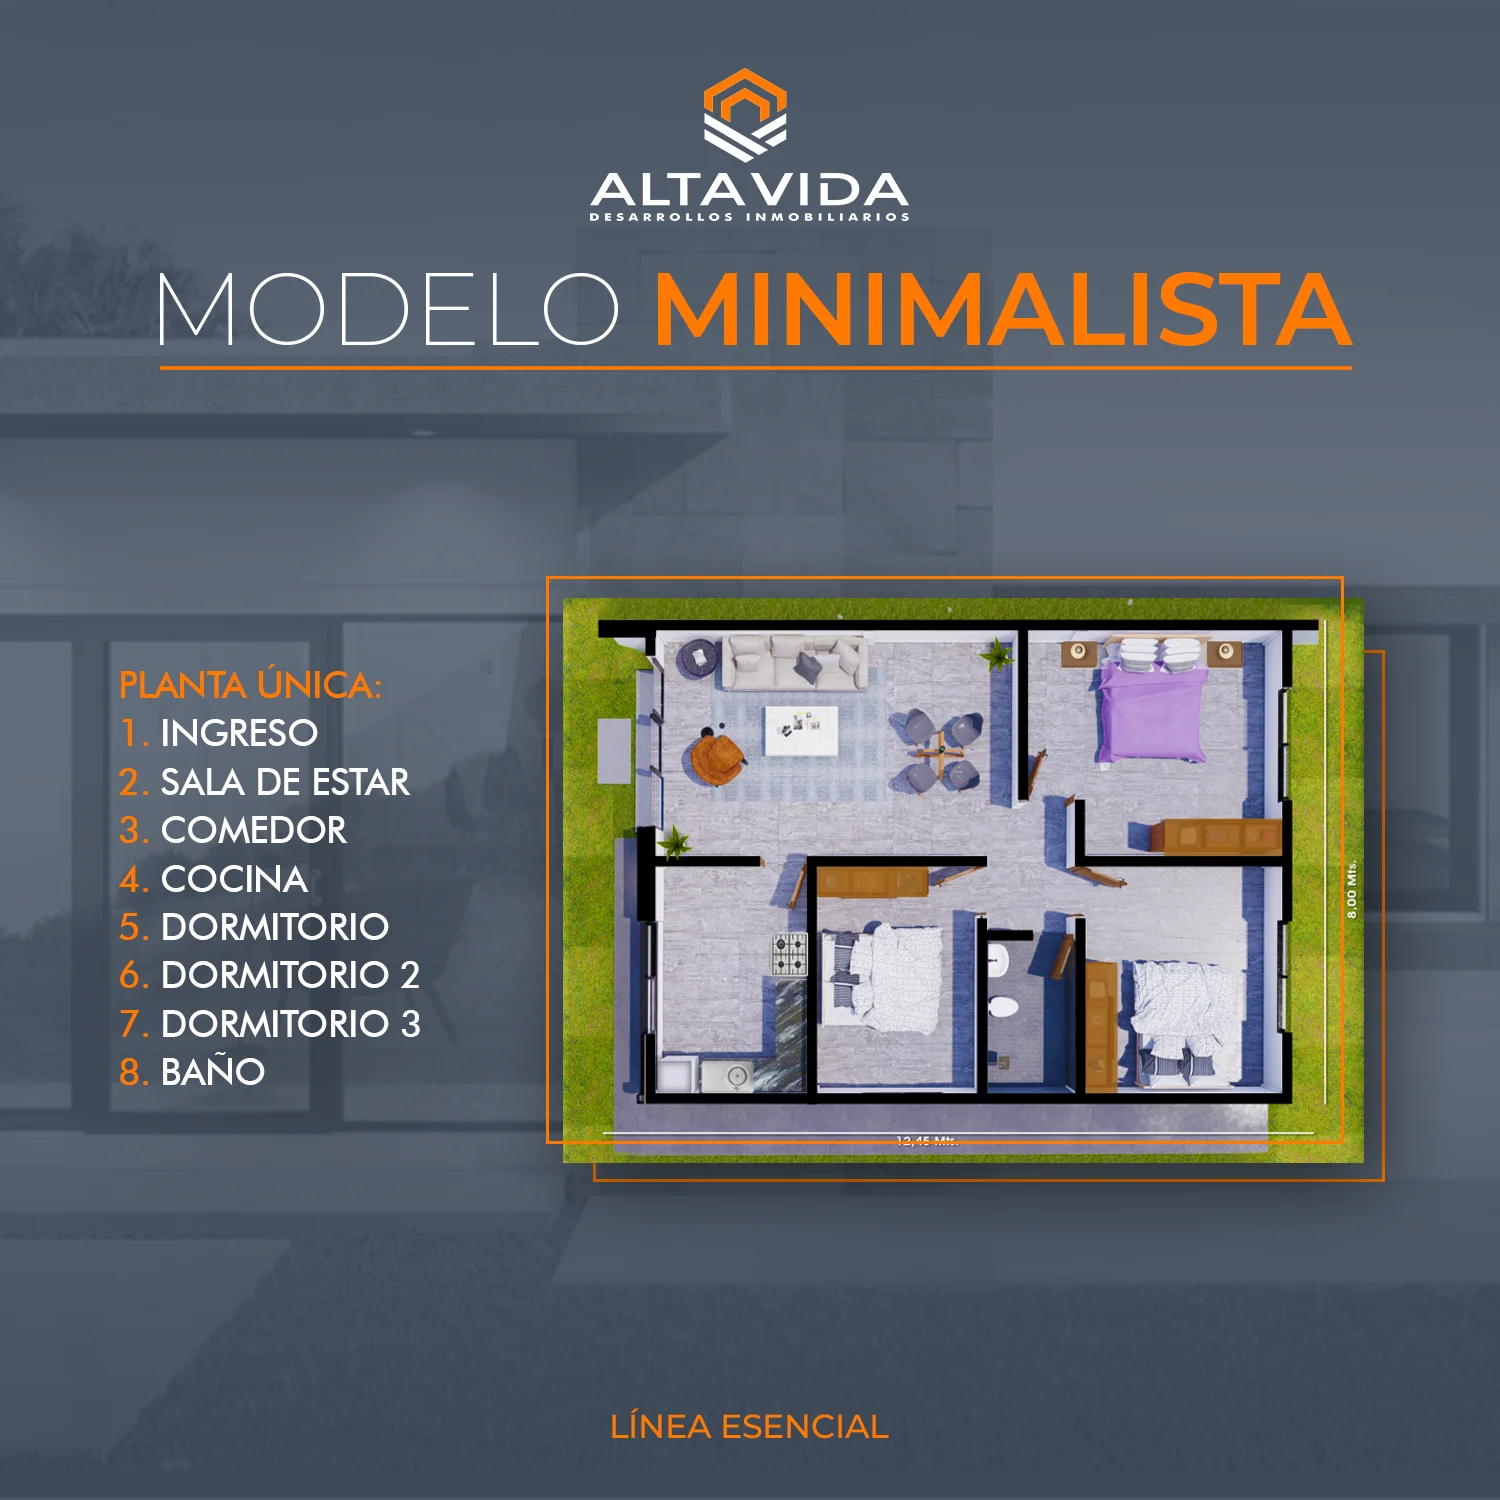 ALTAVIDA
DESARROLLOS INMOBILIARIOS
MODELO MINIMALISTA
PLANTA ÚNICA:
1. INGRESO
2. SALA DE ESTAR
3. COMEDOR
4. COCINA
5. DORMITORIO
6. DORMITORIO 2
7. DORMITORIO 3
8. BAÑO
8,00 Mts.
12,45 Mts.
LÍNEA ESENCIAL